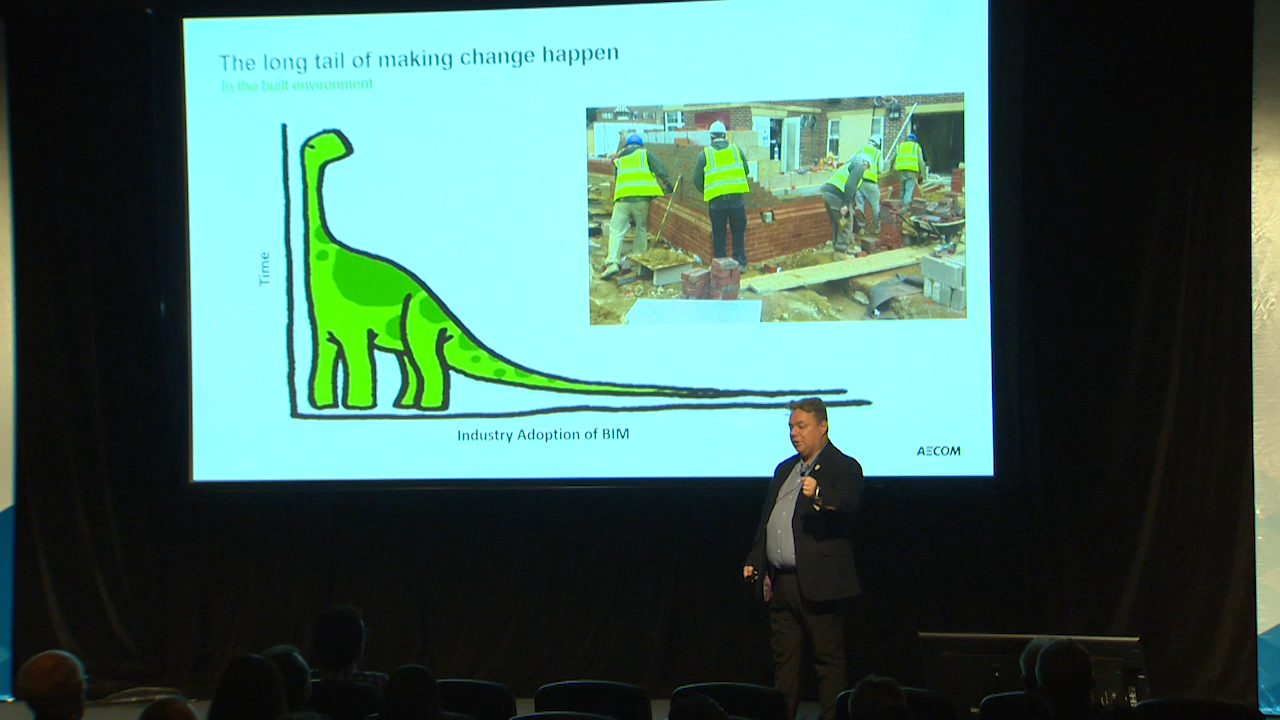 The long tail of making change happen
In the built environment
Time
Industry Adoption of BIM
AECOM